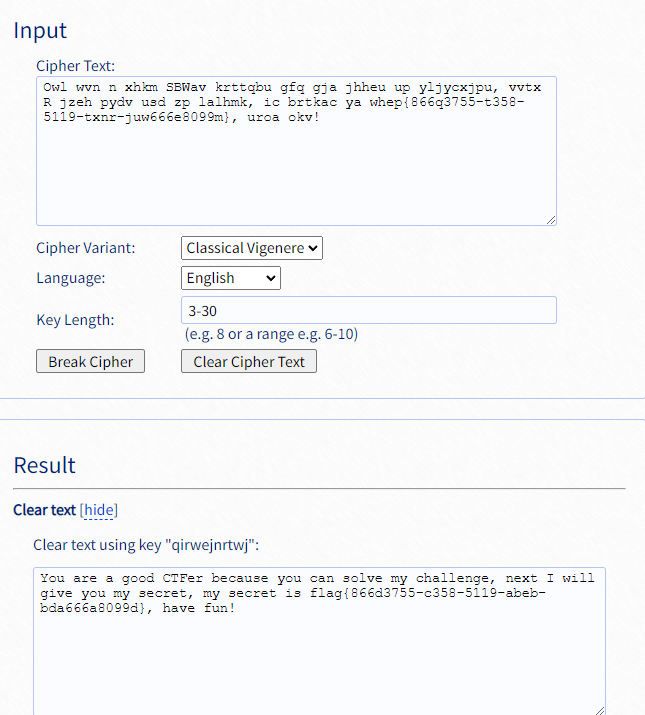 Input
Cipher Text:
Owl wvn n xhkm SBWav krttqbu gfq gja jhheu up yljycxjpu, vvtx
R jzeh pydv usd zp lalhmk, ic brtkac ya whep{866q3755-t358-
5119-txnr-juw666e8099m}, uroa okv!
Cipher Variant: Classical Vigenere
Language: English
Key Length: 3-30
(e.g. 8 or a range e.g. 6-10)
Break Cipher Clear Cipher Text
Result
Clear text [hide]
Clear text using key "qirwejnrtwj":
You are a good CTFer because you can solve my challenge, next I will
give you my secret, my secret is flag{866d3755-c358-5119-abeb-
bda666a8099d}, have fun!